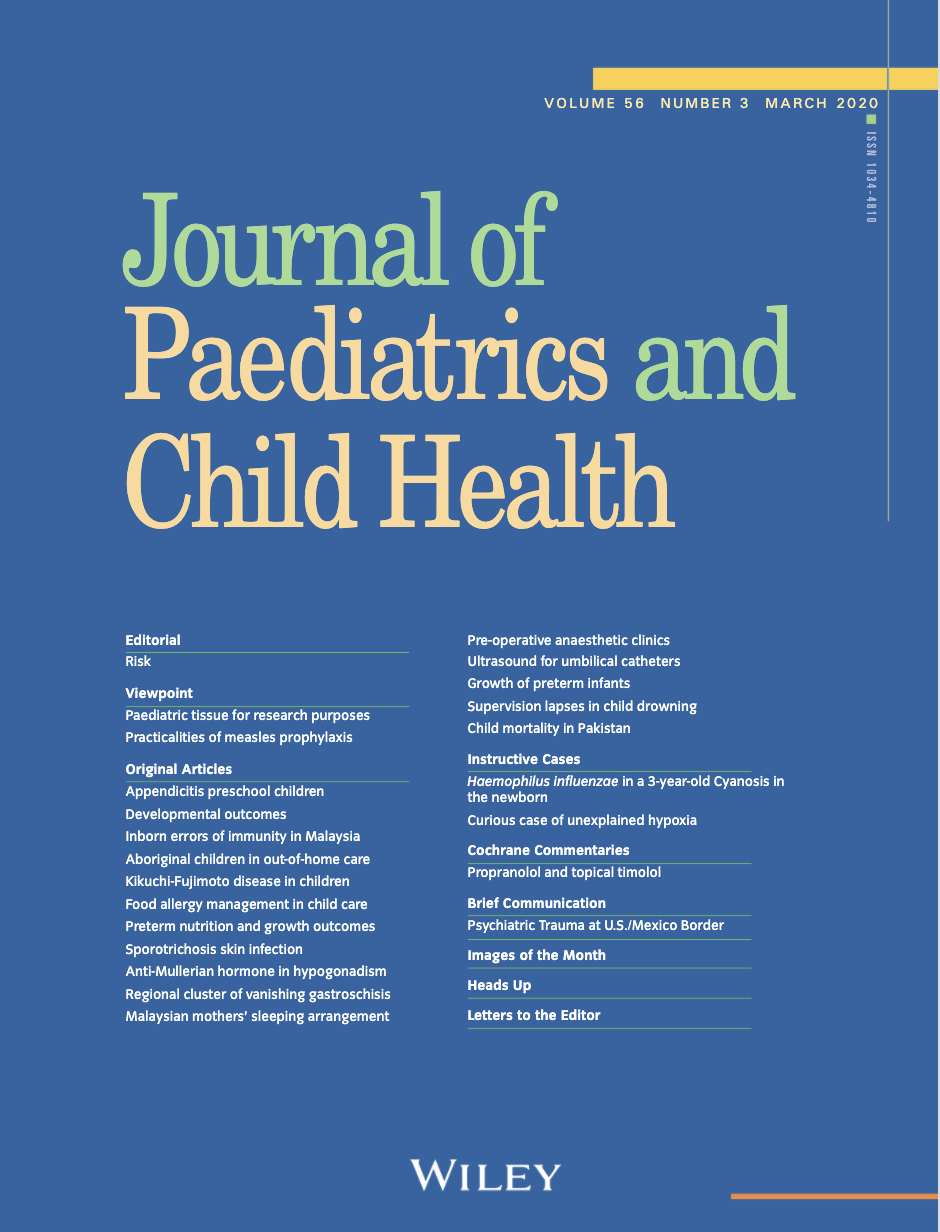 VOLUME 56 NUMBER 3 MARCH 2020
ISSN 1034-4810
Journal of
Paediatrics and
Child Health
Editorial
Risk
Viewpoint
Paediatric tissue for research purposes
Practicalities of measles prophylaxis
Original Articles
Appendicitis preschool children
Developmental outcomes
Inborn errors of immunity in Malaysia
Aboriginal children in out-of-home care
Kikuchi-Fujimoto disease in children
Food allergy management in child care
Preterm nutrition and growth outcomes
Sporotrichosis skin infection
Anti-Mullerian hormone in hypogonadism
Regional cluster of vanishing gastroschisis
Malaysian mothers' sleeping arrangement
Pre-operative anaesthetic clinics
Ultrasound for umbilical catheters
Growth of preterm infants
Supervision lapses in child drowning
Child mortality in Pakistan
Instructive Cases
Haemophilus influenzae in a 3-year-old Cyanosis in
the newborn
Curious case of unexplained hypoxia
Cochrane Commentaries
Propranolol and topical timolol
Brief Communication
Psychiatric Trauma at U.S./Mexico Border
Images of the Month
Heads Up
Letters to the Editor
WILEY